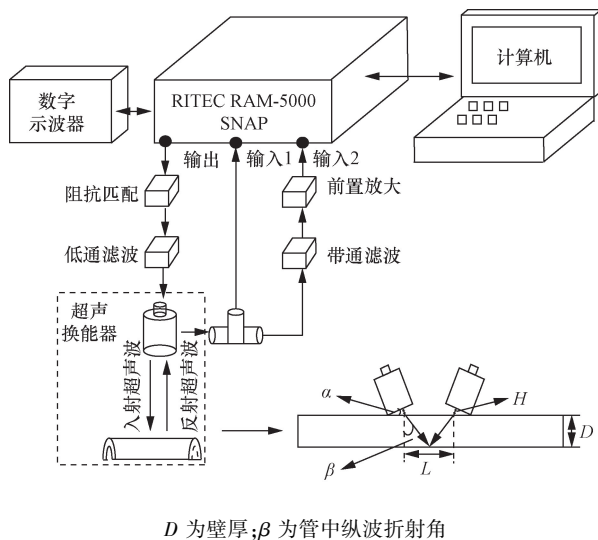 数字
示波器
RITEC RAM-5000
SNAP
计算机
输出
输入1
输入2
阻抗匹配
前置放大
低通滤波
带通滤波
超声
换能器
入射超声波
反射超声波
α
H
D
β
L
D 为壁厚;β 为管中纵波折射角